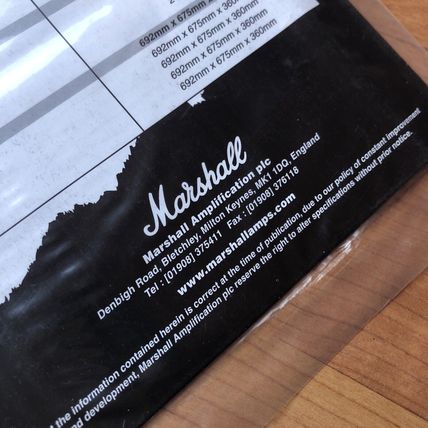 692mm x 675mm x 360mm
692mm x 675mm x 360mm
692mm x 675mm x 360mm
692mm x 675mm x 360mm
Marshall
Marshall Amplification plc
Denbigh Road, Bletchley, Milton Keynes, MK1 1DQ, England
Tel : [01908] 375411 Fax : [01908] 376118
www.marshallamps.com
the information contained herein is correct at the time of publication, due to our policy of constant improvement
and development, Marshall Amplification plc reserve the right to alter specifications without prior notice.